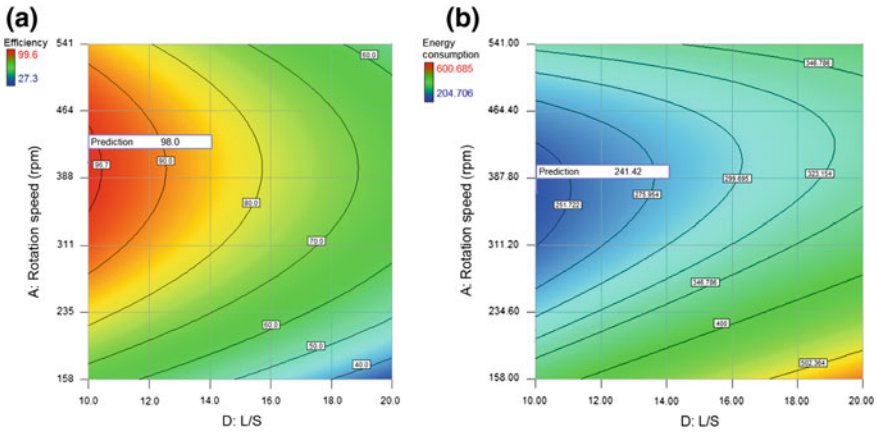 (a)
Efficiency
99.6
27.3
541
464
388
311
235
158
A: Rotation speed (rpm)
10.0 12.0 14.0 16.0 18.0 20.0
D: L/S
Prediction 98.0
90.0
80.0
70.0
60.0
60.0
50.0
40.0
(b)
Energy
consumption
600.685
204.706
541.00
464.40
387.80
311.20
234.60
158.00
A: Rotation speed (rpm)
10.00 12.00 14.00 16.00 18.00 20.00
D: L/S
346.786
Prediction 241.42
251.722
299.695
323.154
346.786
400
502.364